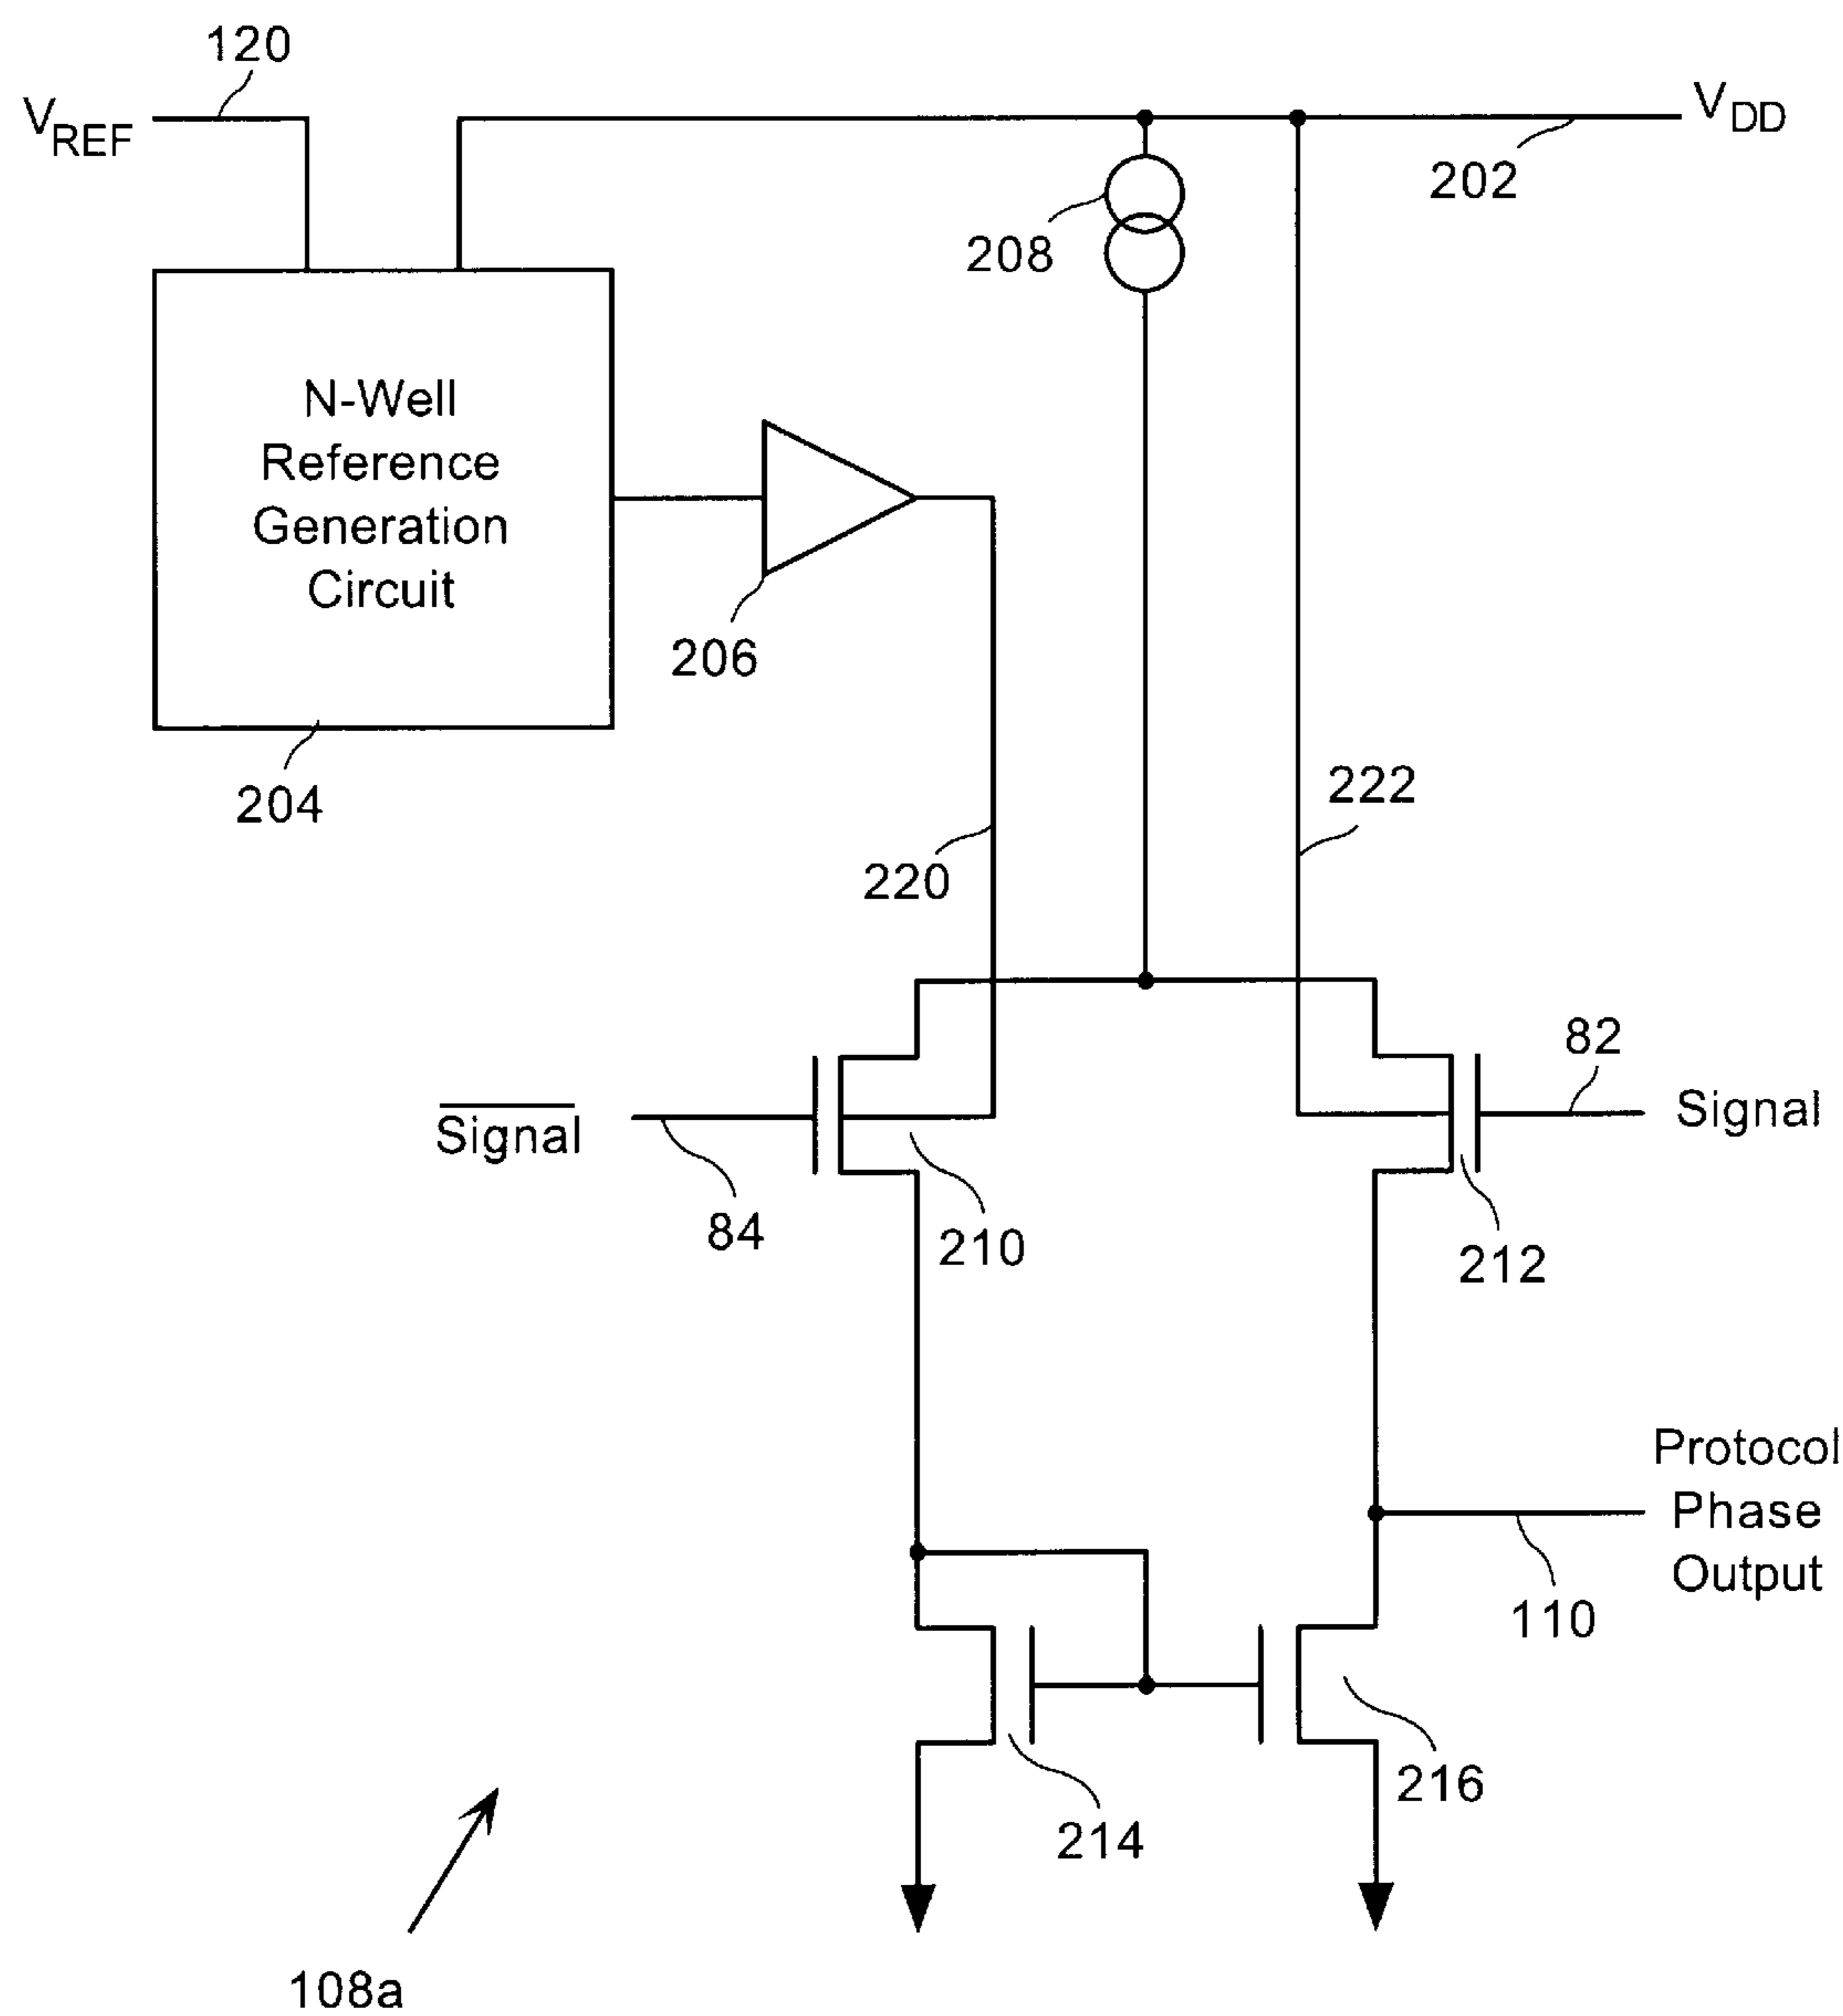 120
V_REF
V_DD
202
208
N-Well
Reference
Generation
Circuit
206
204
222
220
82
Signal
Signal
84
210
212
Protocol
Phase
Output
110
216
214
108a